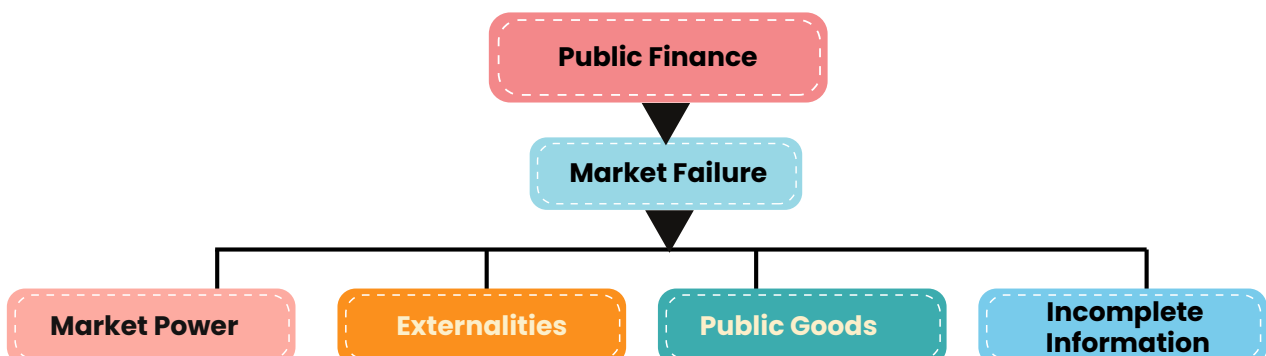 Public Finance
Market Failure
Market Power
Externalities
Public Goods
Incomplete
Information